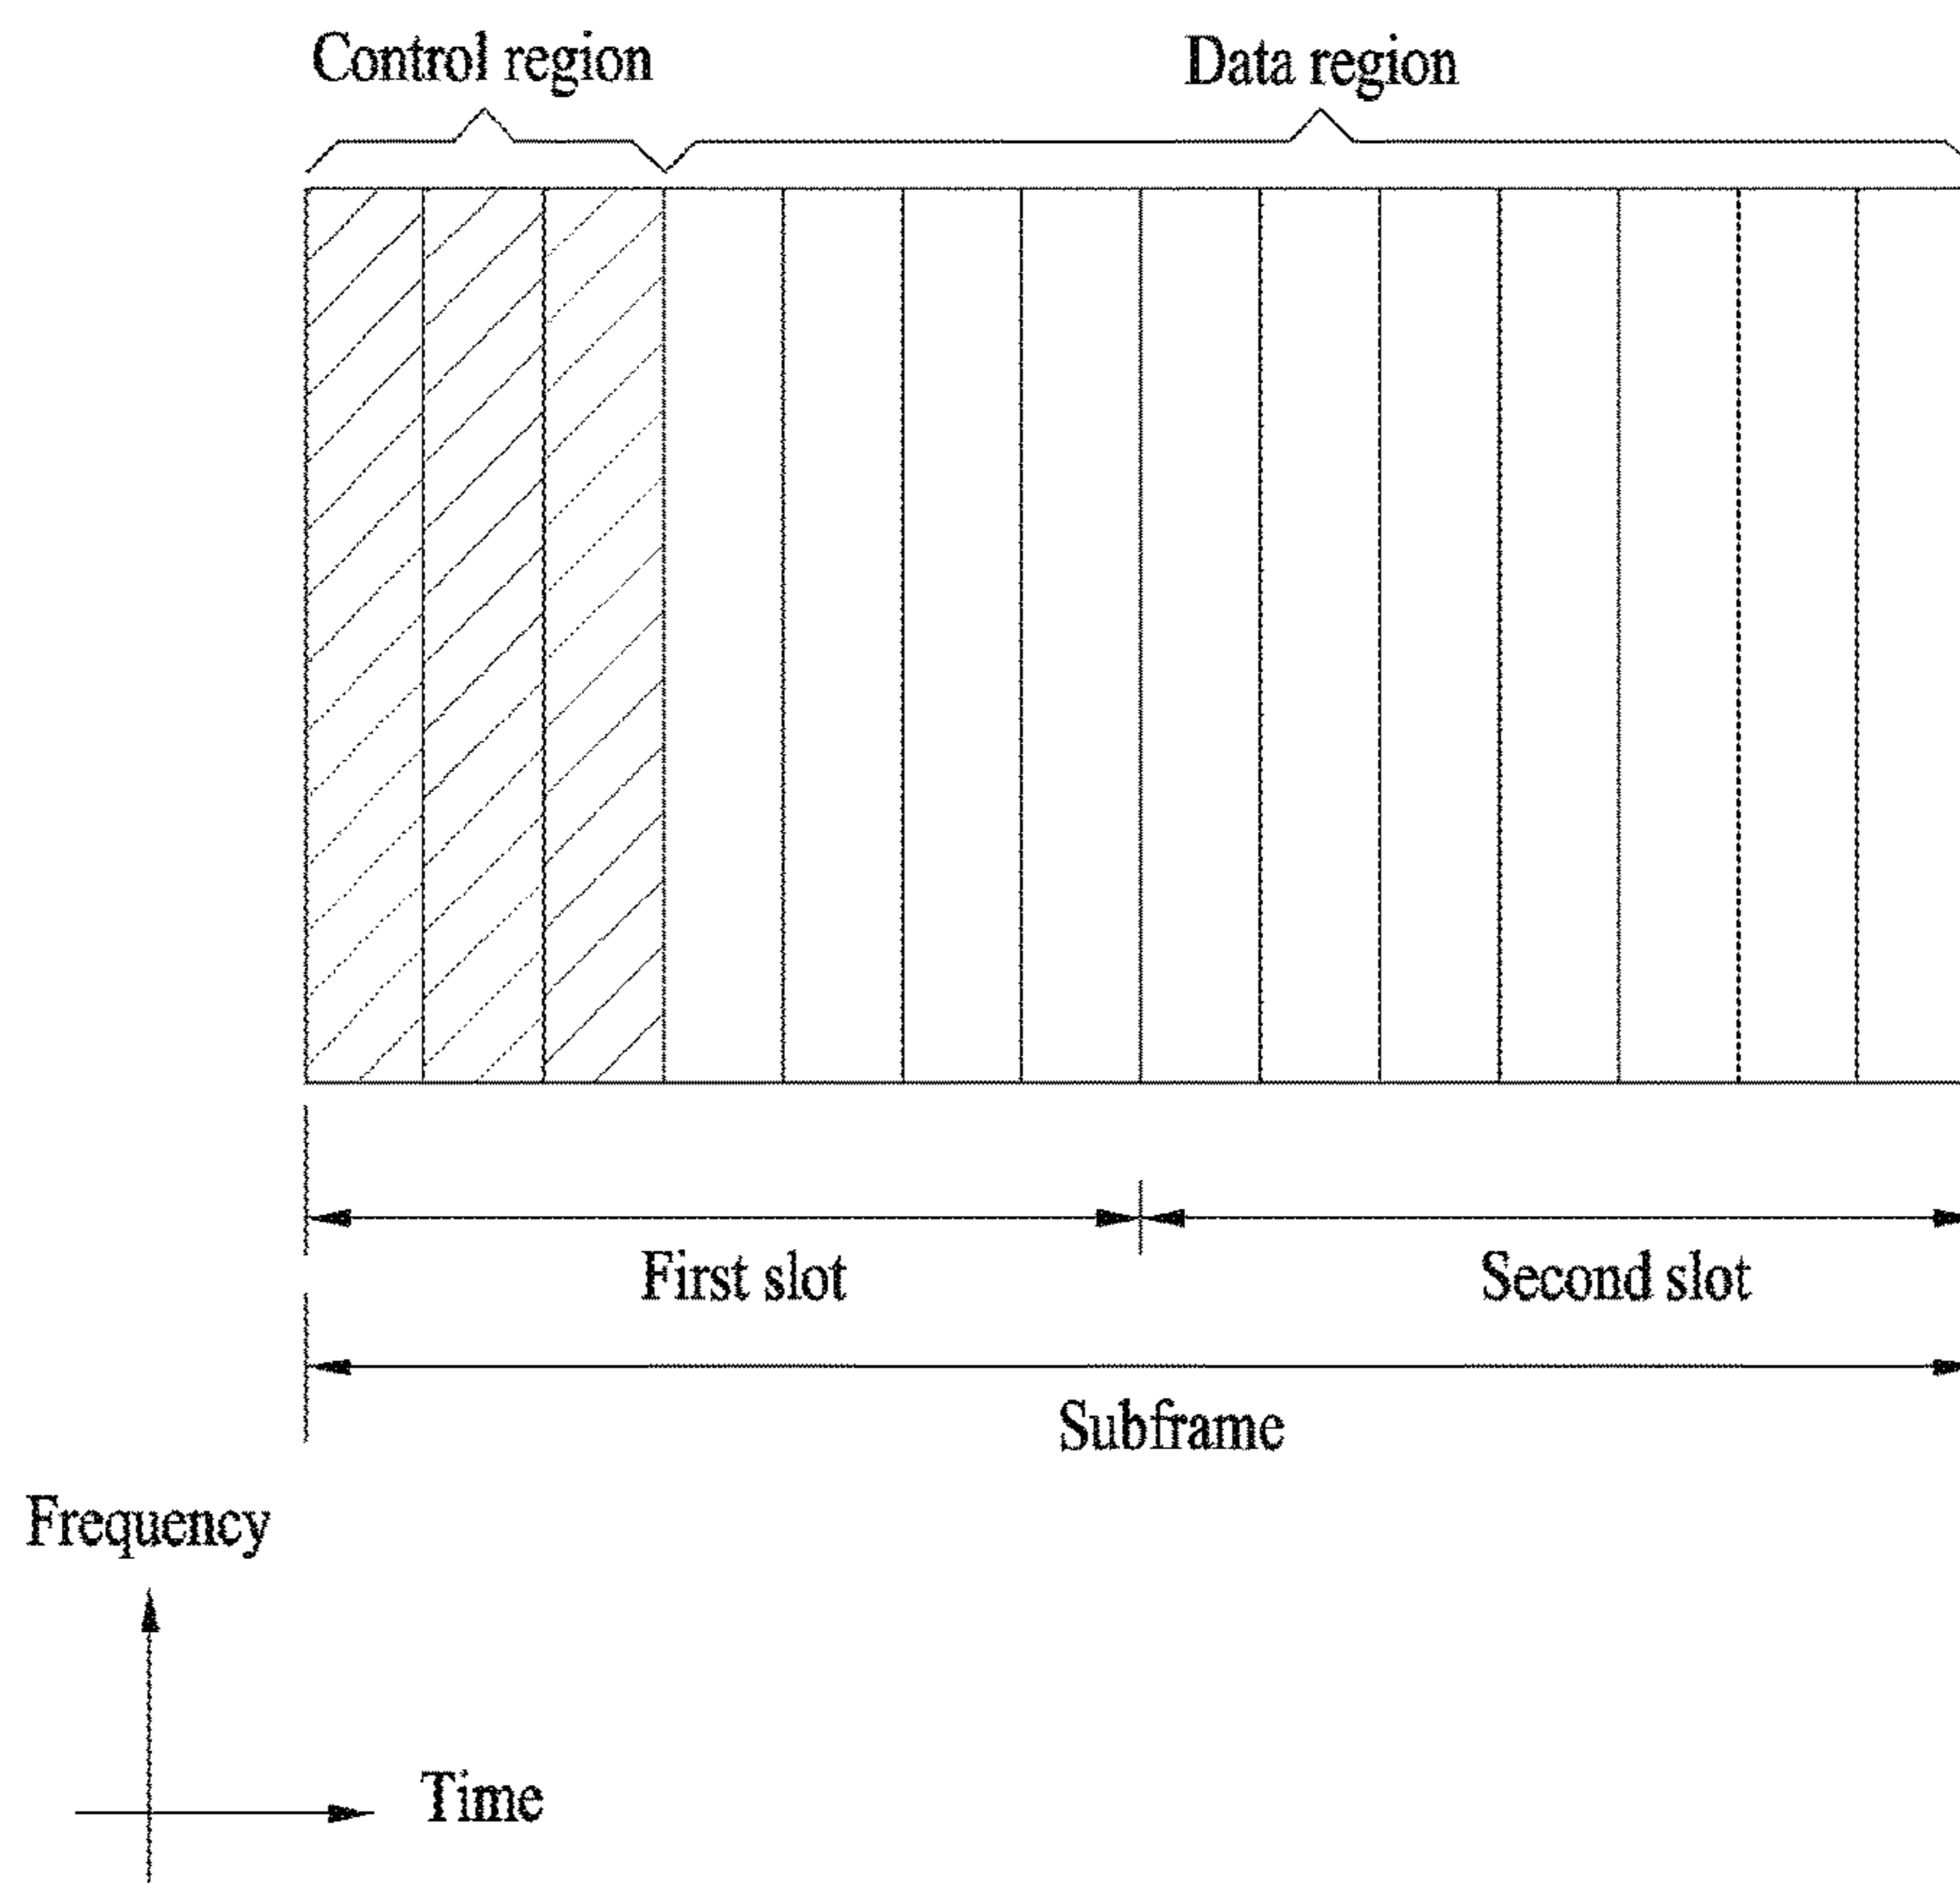 Control region
Data region
First slot
Second slot
Subframe
Frequency
Time